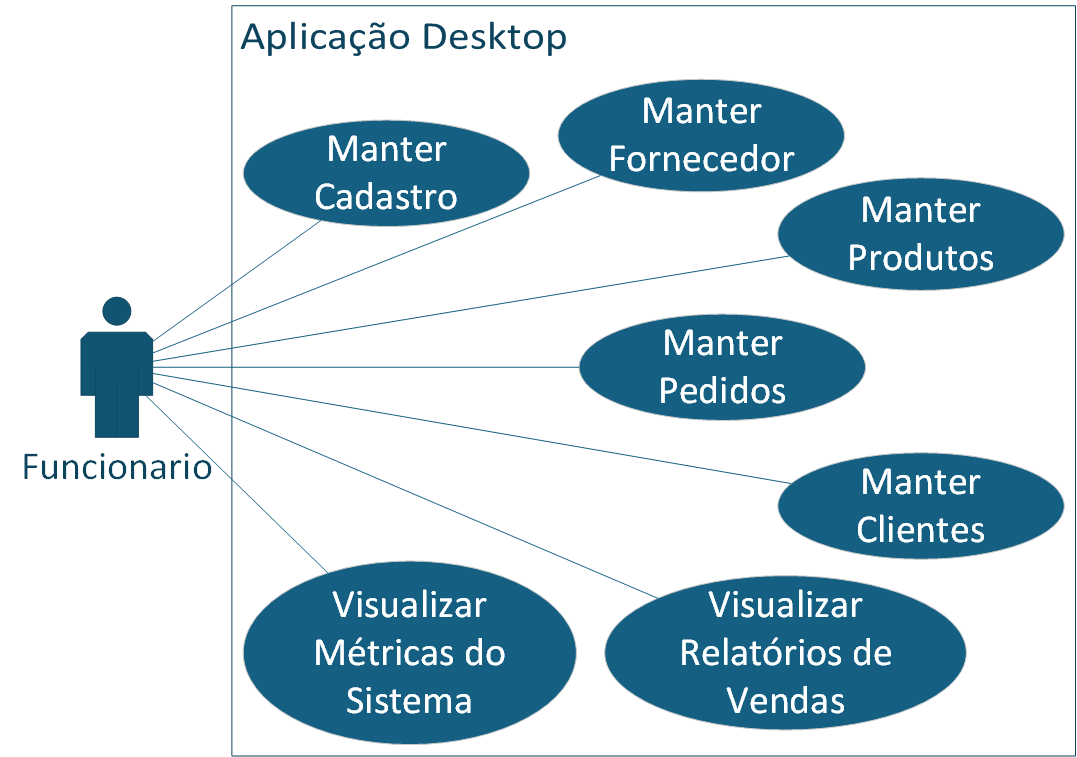 Aplicação Desktop
Manter
Fornecedor
Manter
Cadastro
Manter
Produtos
Manter
Pedidos
Funcionario
Manter
Clientes
Visualizar
Métricas do
Sistema
Visualizar
Relatórios de
Vendas